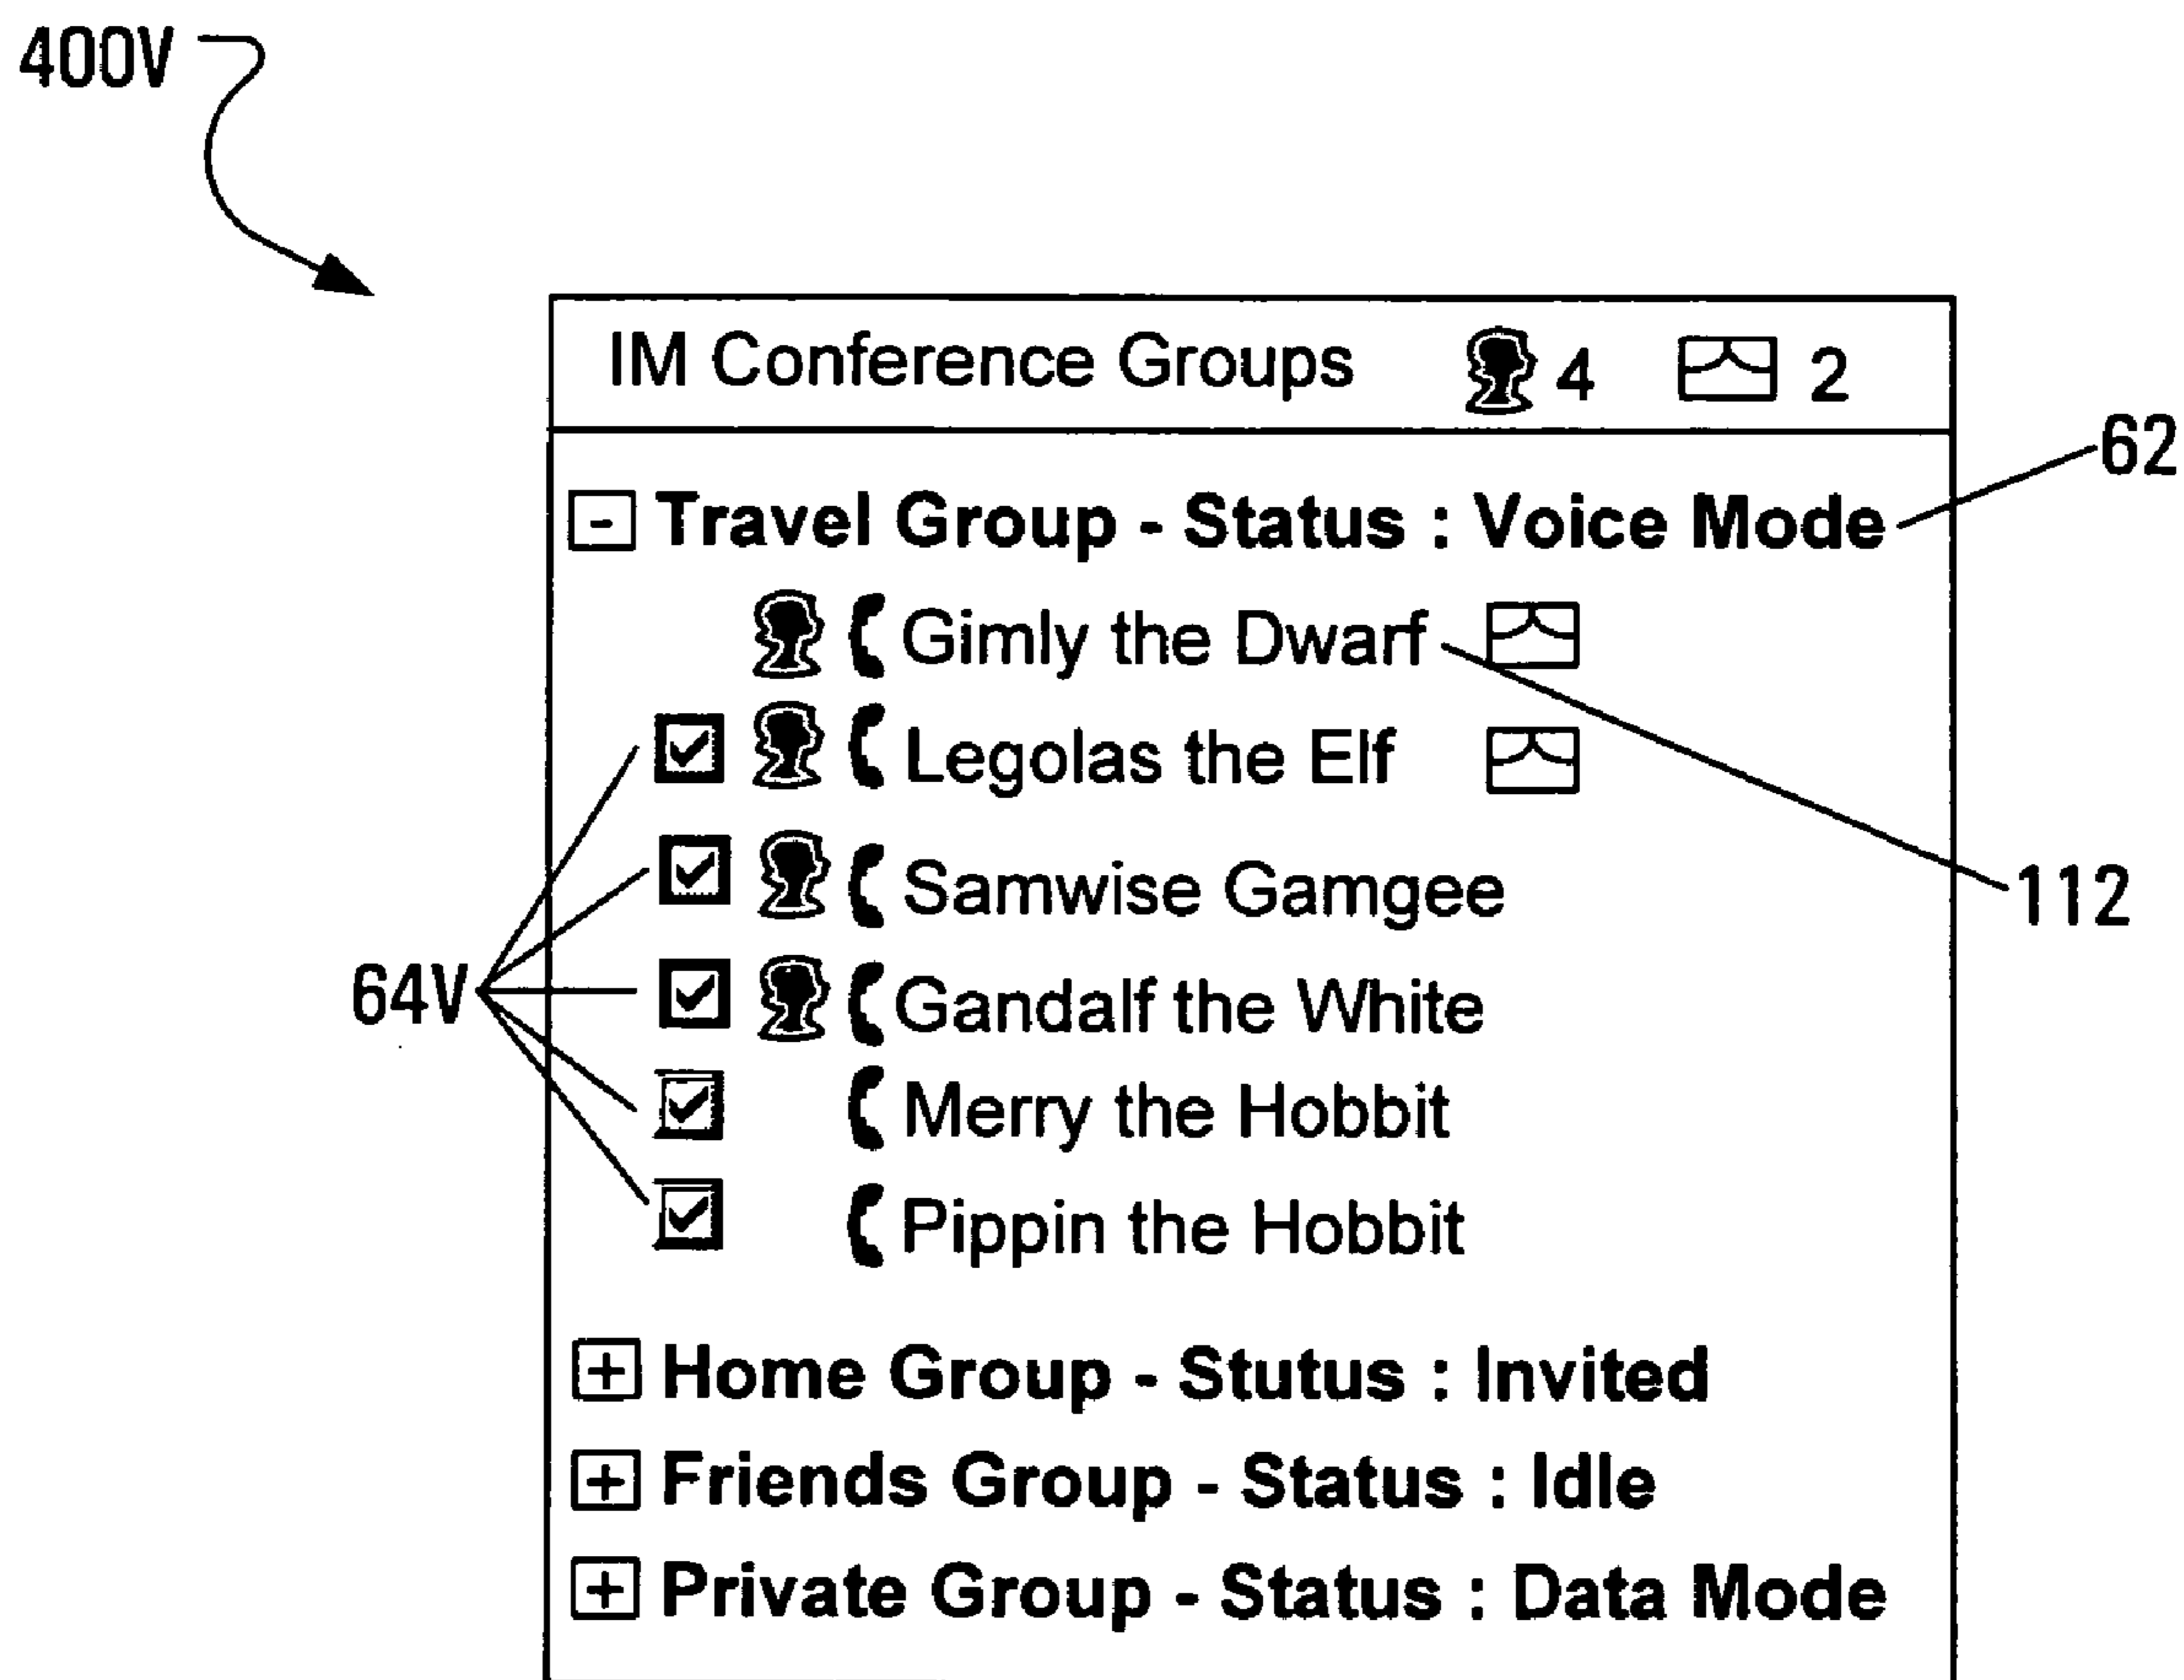 400V
IM Conference Groups 4 2
62
- Travel Group - Status : Voice Mode
Gimly the Dwarf
Legolas the Elf
Samwise Gamgee
112
64V
Gandalf the White
Merry the Hobbit
Pippin the Hobbit
+ Home Group - Stutus : Invited
+ Friends Group - Status : Idle
+ Private Group - Status : Data Mode